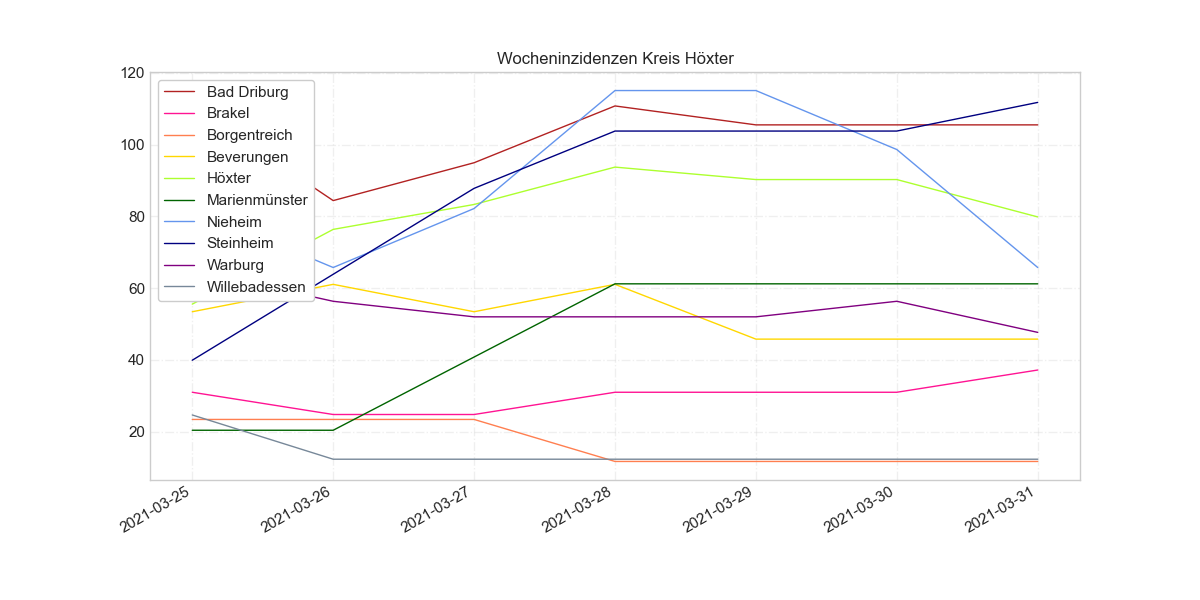 Wocheninzidenzen Kreis Höxter
120
100
80
60
40
20
Bad Driburg
Brakel
Borgentreich
Beverungen
Höxter
Marienmünster
Nieheim
Steinheim
Warburg
Willebadessen
2021-03-25
2021-03-26
2021-03-27
2021-03-28
2021-03-29
2021-03-30
2021-03-31